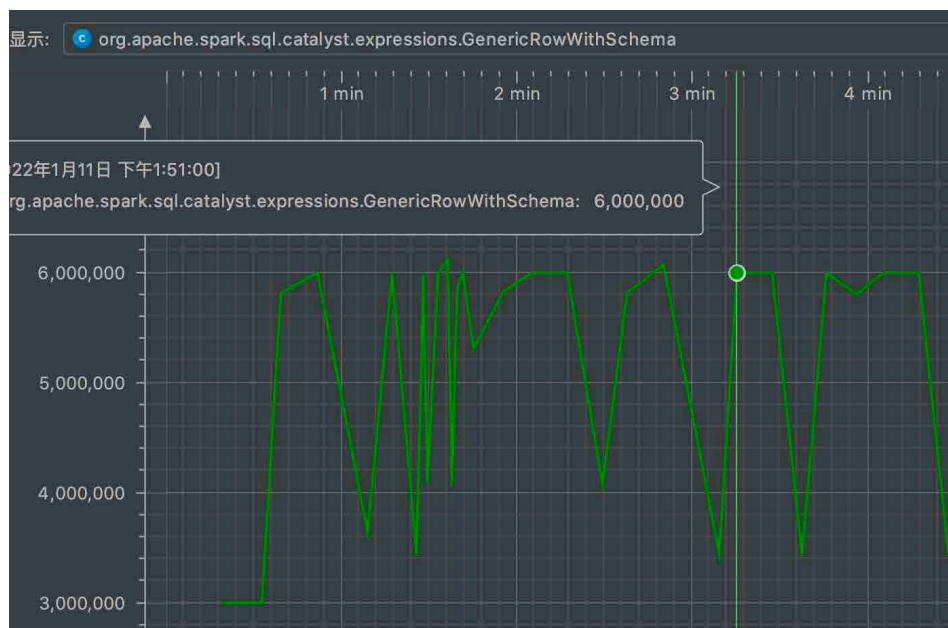 显示: C org.apache.spark.sql.catalyst.expressions.GenericRowWithSchema
1 min 2 min 3 min 4 min
22年1月11日 下午1:51:00]
rg.apache.spark.sql.catalyst.expressions.GenericRowWithSchema: 6,000,000
6,000,000
5,000,000
4,000,000
3,000,000